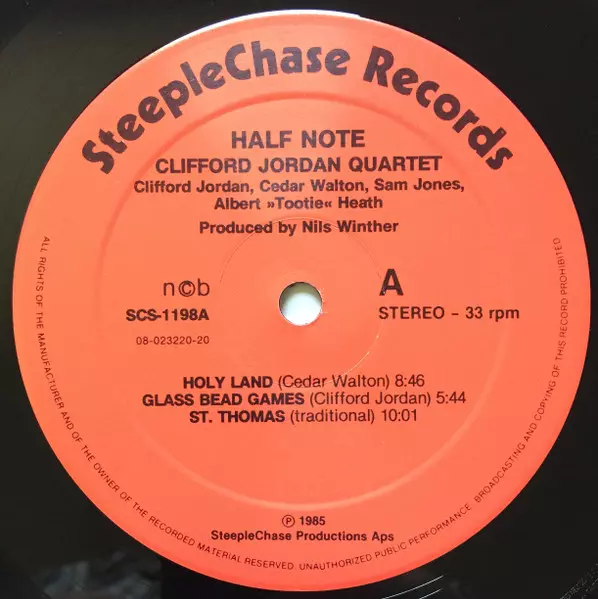 SteepleChase Records
HALF NOTE
CLIFFORD JORDAN QUARTET
Clifford Jordan, Cedar Walton, Sam Jones,
Albert »Tootie« Heath
Produced by Nils Winther
n©b
SCS-1198A
08-023220-20
A
STEREO - 33 rpm
HOLY LAND (Cedar Walton) 8:46
GLASS BEAD GAMES (Clifford Jordan) 5:44
ST. THOMAS (traditional) 10:01
℗ 1985
SteepleChase Productions Aps
ALL RIGHTS OF THE MANUFACTURER AND OF THE OWNER OF THE RECORDED MATERIAL RESERVED. UNAUTHORIZED PUBLIC PERFORMANCE, BROADCASTING AND COPYING OF THIS RECORD PROHIBITED.